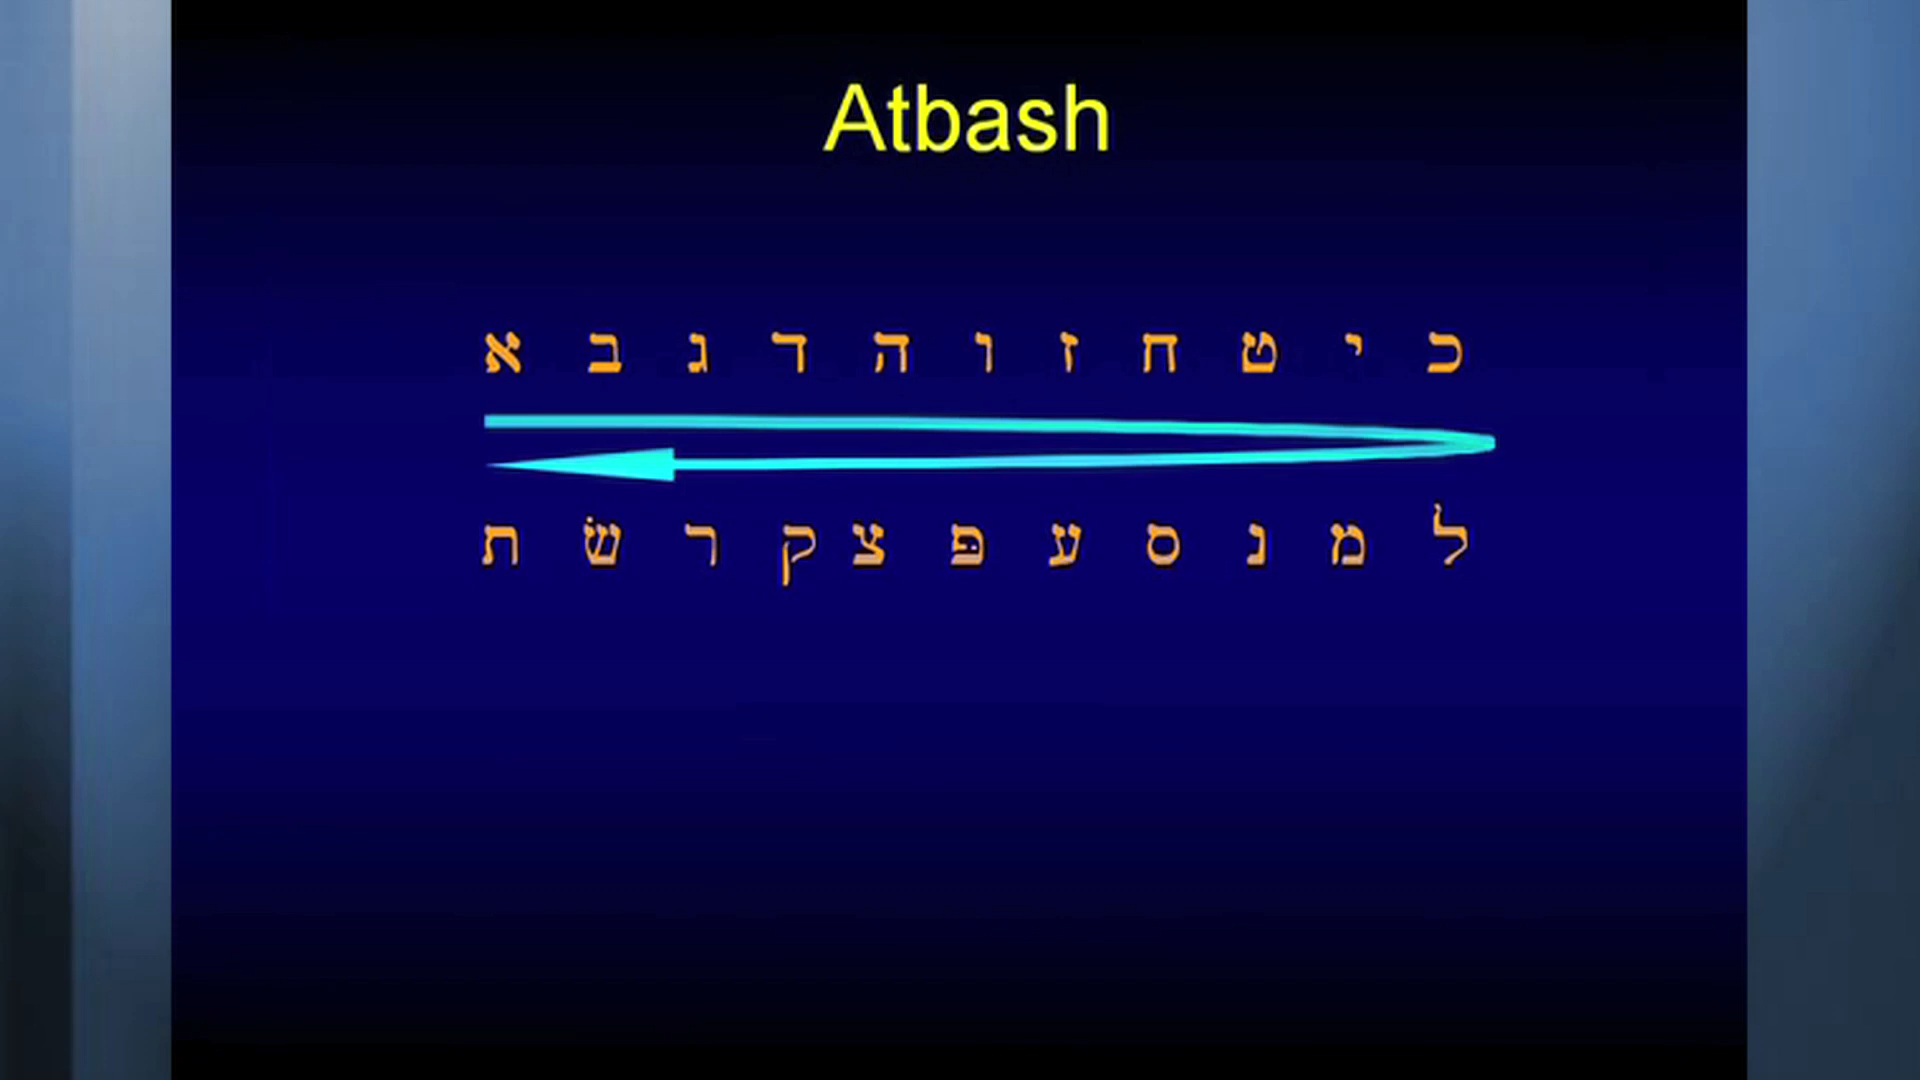 Atbash
א ב ג ד ה ו ז ח ט י כ
ל מ נ ס ע פּ צ ק ר שׂ ת